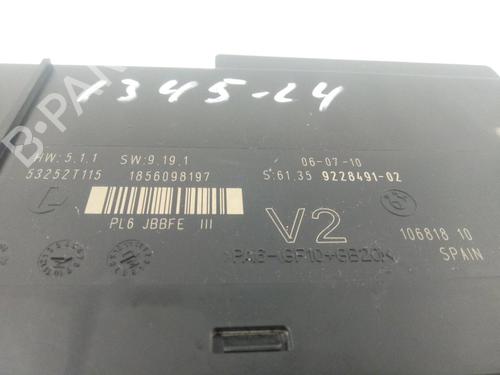 1345-24
HW:5.1.1 SW:9.19.1 06-07-10
53252T115 1856098197 S:61.35 9228491-02
PL6 JBBFE III V2 106818 10
>PA6-(GF10+GB20)< SPAIN
B-PARTS